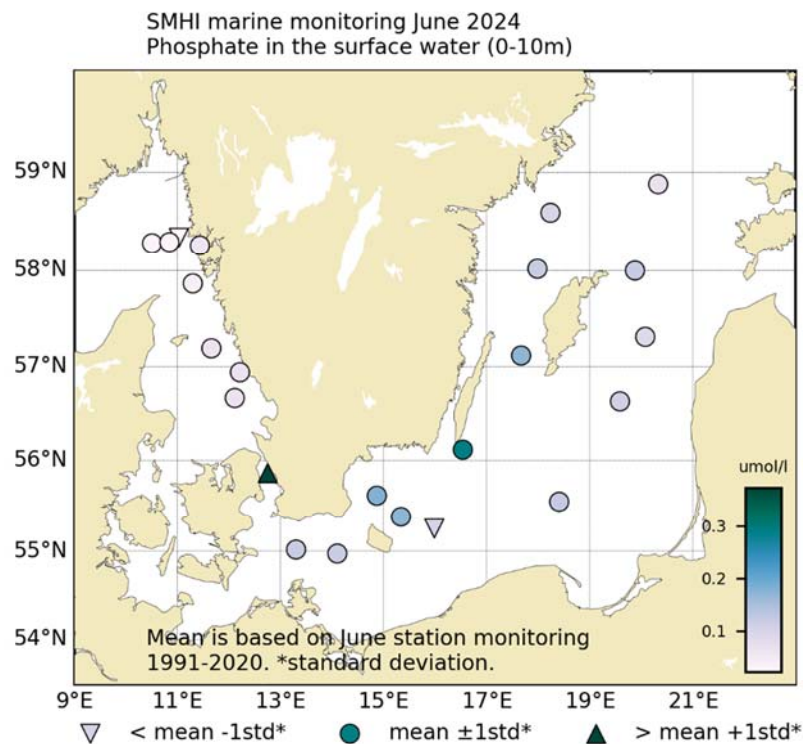 SMHI marine monitoring June 2024
Phosphate in the surface water (0-10m)
59°N
58°N
57°N
56°N
umol/l
0.3
55°N
0.2
0.1
54°N
Mean is based on June station monitoring
1991-2020. *standard deviation.
9°E 11°E 13°E 15°E 17°E 19°E 21°E
< mean -1std* mean ±1std* > mean +1std*